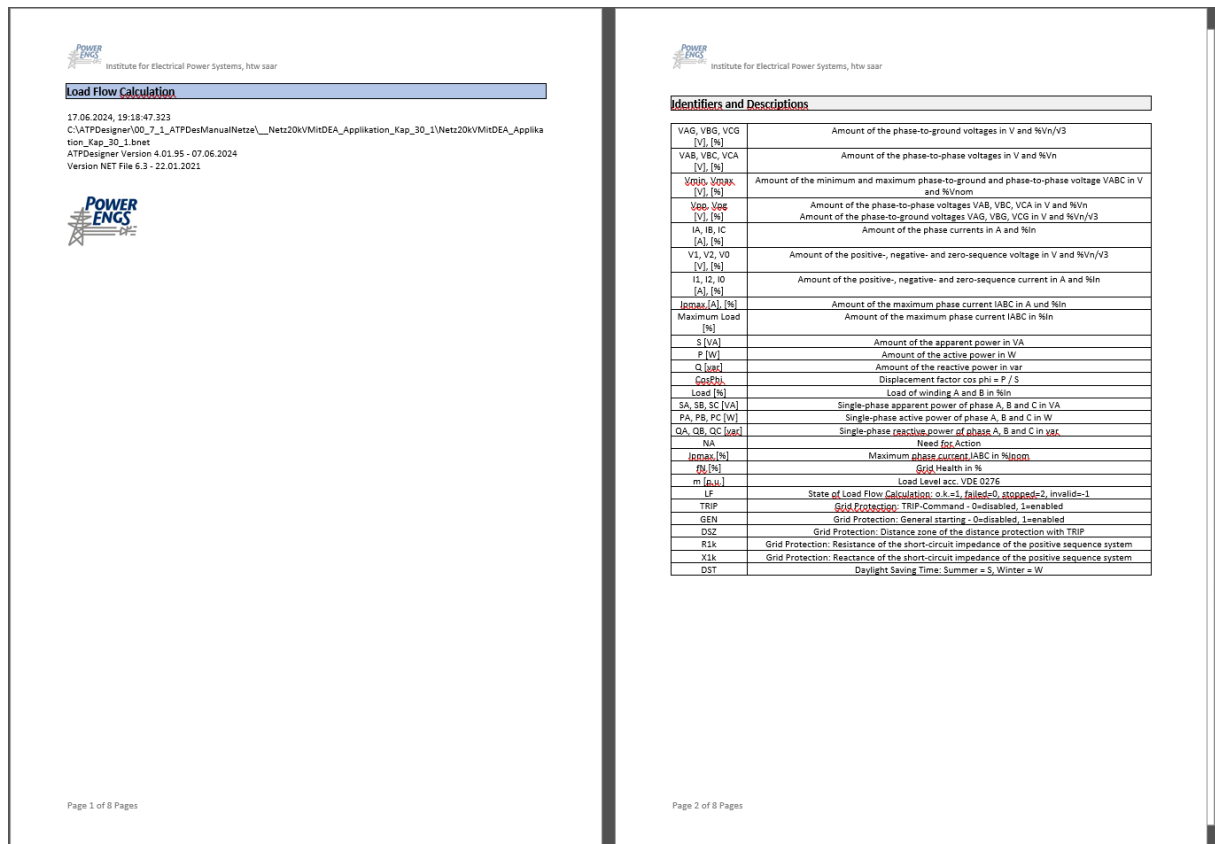 POWER
ENGS
Institute for Electrical Power Systems, htw saar
Load Flow Calculation
17.06.2024, 19:18:47.323
C:\ATPDesigner\00_7_1_ATPDesManualNetze\__Netz20kVMitDEA_Applikation_Kap_30_1\Netz20kVMitDEA_Applika
tion_Kap_30_1.bnet
ATPDesigner Version 4.01.95 - 07.06.2024
Version NET File 6.3 - 22.01.2021
POWER
ENGS
Page 1 of 8 Pages
POWER
ENGS
Institute for Electrical Power Systems, htw saar
Identifiers and Descriptions
VAG, VBG, VCG Amount of the phase-to-ground voltages in V and %Vn/√3
[V], [%]
VAB, VBC, VCA Amount of the phase-to-phase voltages in V and %Vn
[V], [%]
Vmin, Vmax Amount of the minimum and maximum phase-to-ground and phase-to-phase voltage VABC in V
[V], [%] and %Vnom
Vpp, Vpg Amount of the phase-to-phase voltages VAB, VBC, VCA in V and %Vn
[V], [%] Amount of the phase-to-ground voltages VAG, VBG, VCG in V and %Vn/√3
IA, IB, IC Amount of the phase currents in A and %In
[A], [%]
V1, V2, V0 Amount of the positive-, negative- and zero-sequence voltage in V and %Vn/√3
[V], [%]
I1, I2, I0 Amount of the positive-, negative- and zero-sequence current in A and %In
[A], [%]
Ipmax [A], [%] Amount of the maximum phase current IABC in A und %In
Maximum Load Amount of the maximum phase current IABC in %In
[%]
S [VA] Amount of the apparent power in VA
P [W] Amount of the active power in W
Q [var] Amount of the reactive power in var
CosPhi Displacement factor cos phi = P / S
Load [%] Load of winding A and B in %In
SA, SB, SC [VA] Single-phase apparent power of phase A, B and C in VA
PA, PB, PC [W] Single-phase active power of phase A, B and C in W
QA, QB, QC [var] Single-phase reactive power of phase A, B and C in var
NA Need for Action
Ipmax [%] Maximum phase current IABC in %Inom
fN [%] Grid Health in %
m [p.u.] Load Level acc. VDE 0276
LF State of Load Flow Calculation: o.k.=1, failed=0, stopped=2, invalid=-1
TRIP Grid Protection: TRIP-Command - 0=disabled, 1=enabled
GEN Grid Protection: General starting - 0=disabled, 1=enabled
DSZ Grid Protection: Distance zone of the distance protection with TRIP
R1k Grid Protection: Resistance of the short-circuit impedance of the positive sequence system
X1k Grid Protection: Reactance of the short-circuit impedance of the positive sequence system
DST Daylight Saving Time: Summer = S, Winter = W
Page 2 of 8 Pages